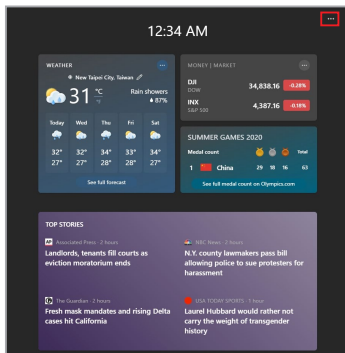 12:34 AM
WEATHER
New Taipei City, Taiwan
31 °C
°F
Rain showers
87%
Today Wed Thu Fri Sat
32° 32° 34° 33° 34°
27° 27° 28° 28° 27°
See full forecast
MONEY | MARKET
DJI
DOW
34,838.16 -0.28%
INX
S&P 500
4,387.16 -0.18%
SUMMER GAMES 2020
Medal count Total
1 China 29 18 16 63
See full medal count on Olympics.com
TOP STORIES
AP Associated Press · 2 hours
Landlords, tenants fill courts as
eviction moratorium ends
NBC News · 2 hours
N.Y. county lawmakers pass bill
allowing police to sue protesters for
harassment
The Guardian · 2 hours
Fresh mask mandates and rising Delta
cases hit California
USA TODAY SPORTS · 1 hour
Laurel Hubbard would rather not
carry the weight of transgender
history